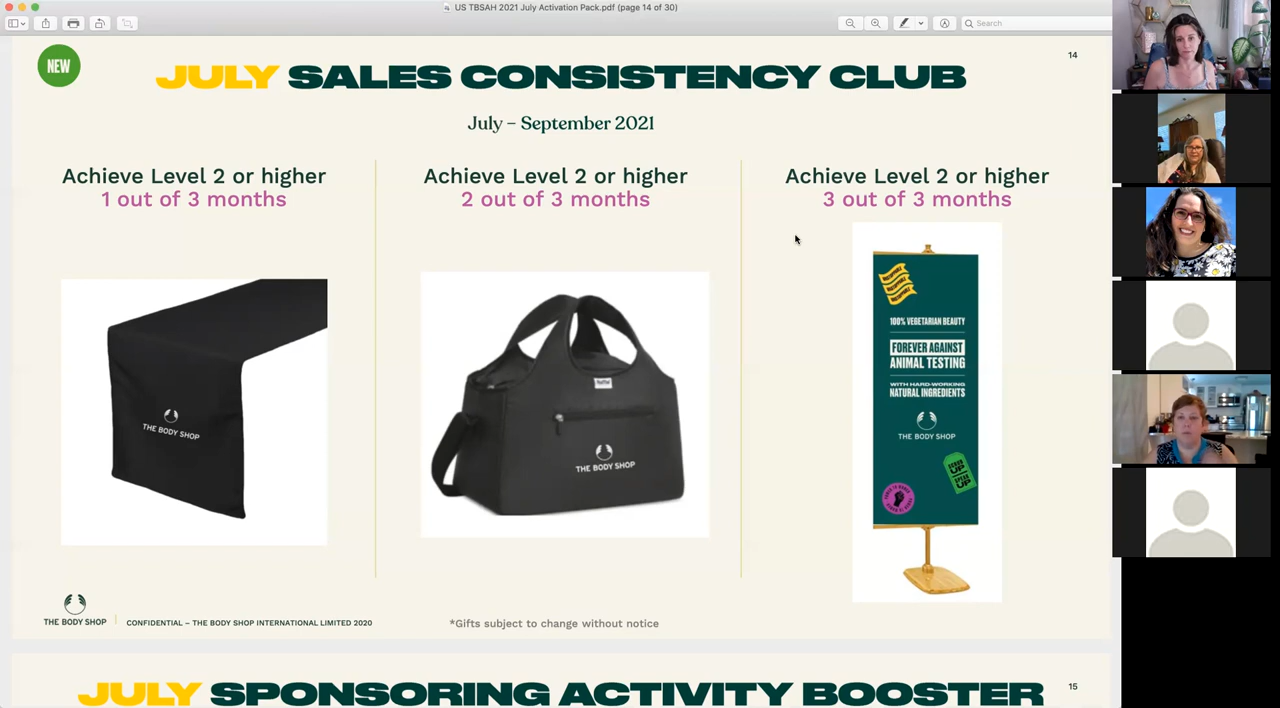 US TBSAH 2021 July Activation Pack.pdf (page 14 of 30)
Search
NEW
14
JULY SALES CONSISTENCY CLUB
July – September 2021
Achieve Level 2 or higher
1 out of 3 months
Achieve Level 2 or higher
2 out of 3 months
Achieve Level 2 or higher
3 out of 3 months
THE BODY SHOP
THE BODY SHOP
100% VEGETARIAN BEAUTY
FOREVER AGAINST
ANIMAL TESTING
WITH HARD-WORKING
NATURAL INGREDIENTS
THE BODY SHOP
THE BODY SHOP
CONFIDENTIAL – THE BODY SHOP INTERNATIONAL LIMITED 2020
*Gifts subject to change without notice
JULY SPONSORING ACTIVITY BOOSTER
15